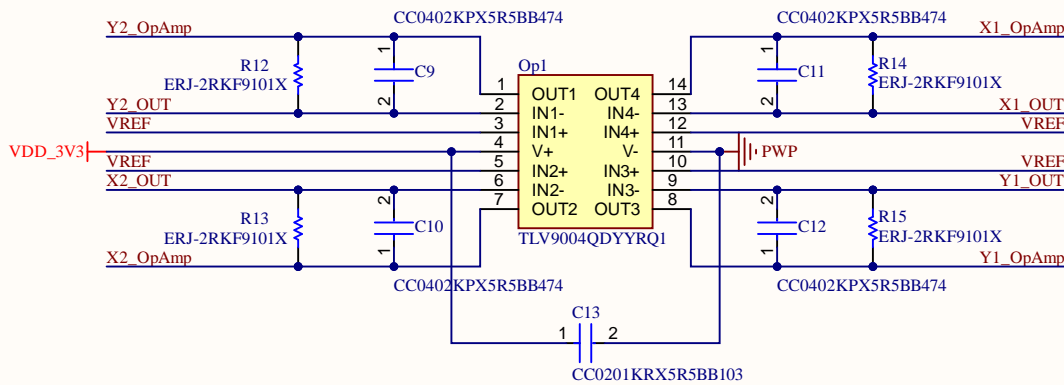 CC0402KPX5R5BB474
CC0402KPX5R5BB474
Y2_OpAmp
X1_OpAmp
1
1
R12
ERJ-2RKF9101X
C9
Op1
C11
R14
ERJ-2RKF9101X
2
2
1
OUT1
OUT4
14
Y2_OUT
2
IN1-
IN4-
13
X1_OUT
VREF
3
IN1+
IN4+
12
VREF
VDD_3V3
4
V+
V-
11
PWP
VREF
5
IN2+
IN3+
10
VREF
X2_OUT
6
IN2-
IN3-
9
Y1_OUT
2
7
OUT2
OUT3
8
2
R13
ERJ-2RKF9101X
C10
C12
R15
ERJ-2RKF9101X
TLV9004QDYYRQ1
1
1
X2_OpAmp
Y1_OpAmp
CC0402KPX5R5BB474
CC0402KPX5R5BB474
C13
1
2
CC0201KRX5R5BB103